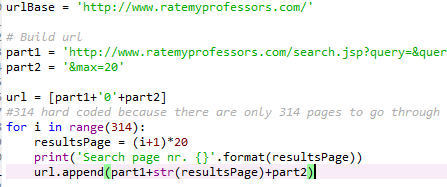 urlBase = 'http://www.ratemyprofessors.com/'
# Build url
part1 = 'http://www.ratemyprofessors.com/search.jsp?query=&quer
part2 = '&max=20'
url = [part1+'0'+part2]
#314 hard coded because there are only 314 pages to go through
for i in range(314):
    resultsPage = (i+1)*20
    print('Search page nr. {}'.format(resultsPage))
    url.append(part1+str(resultsPage)+part2)